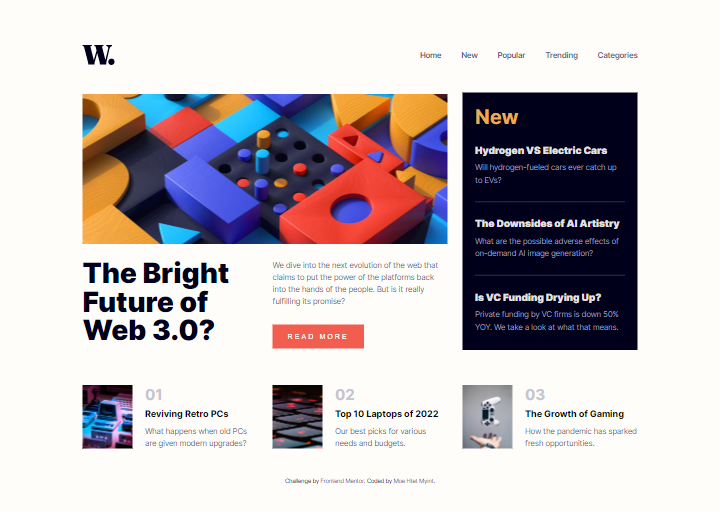 W.
Home New Popular Trending Categories
The Bright
Future of
Web 3.0?
We dive into the next evolution of the web that
claims to put the power of the platforms back
into the hands of the people. But is it really
fulfilling its promise?
READ MORE
New
Hydrogen VS Electric Cars
Will hydrogen-fueled cars ever catch up
to EVs?
The Downsides of AI Artistry
What are the possible adverse effects of
on-demand AI image generation?
Is VC Funding Drying Up?
Private funding by VC firms is down 50%
YOY. We take a look at what that means.
01
Reviving Retro PCs
What happens when old PCs
are given modern upgrades?
02
Top 10 Laptops of 2022
Our best picks for various
needs and budgets.
03
The Growth of Gaming
How the pandemic has sparked
fresh opportunities.
Challenge by Frontend Mentor. Coded by Moe Htet Myint.